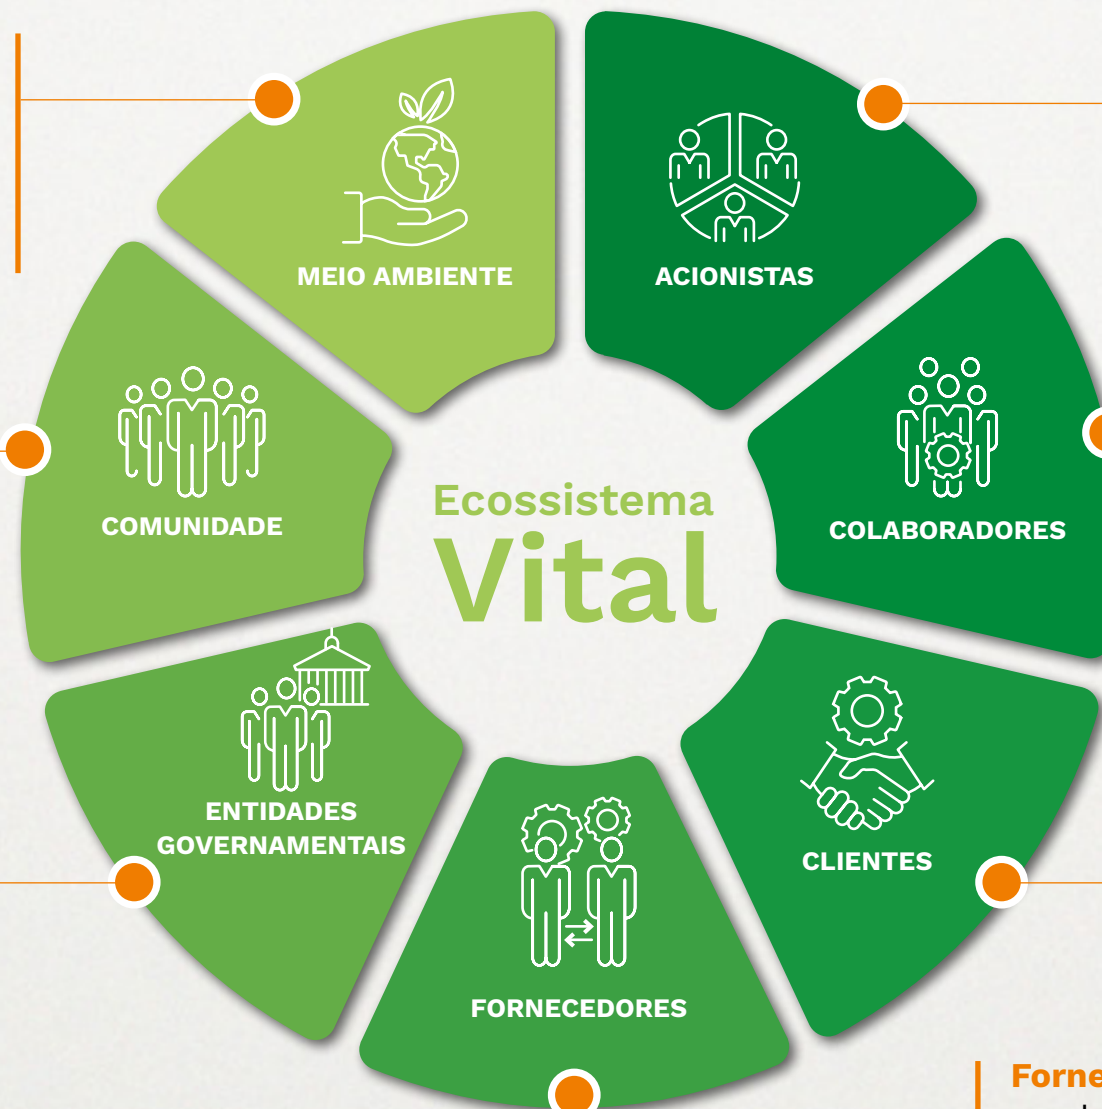 MEIO AMBIENTE
ACIONISTAS
COMUNIDADE
COLABORADORES
Ecossistema
Vital
ENTIDADES
GOVERNAMENTAIS
CLIENTES
FORNECEDORES